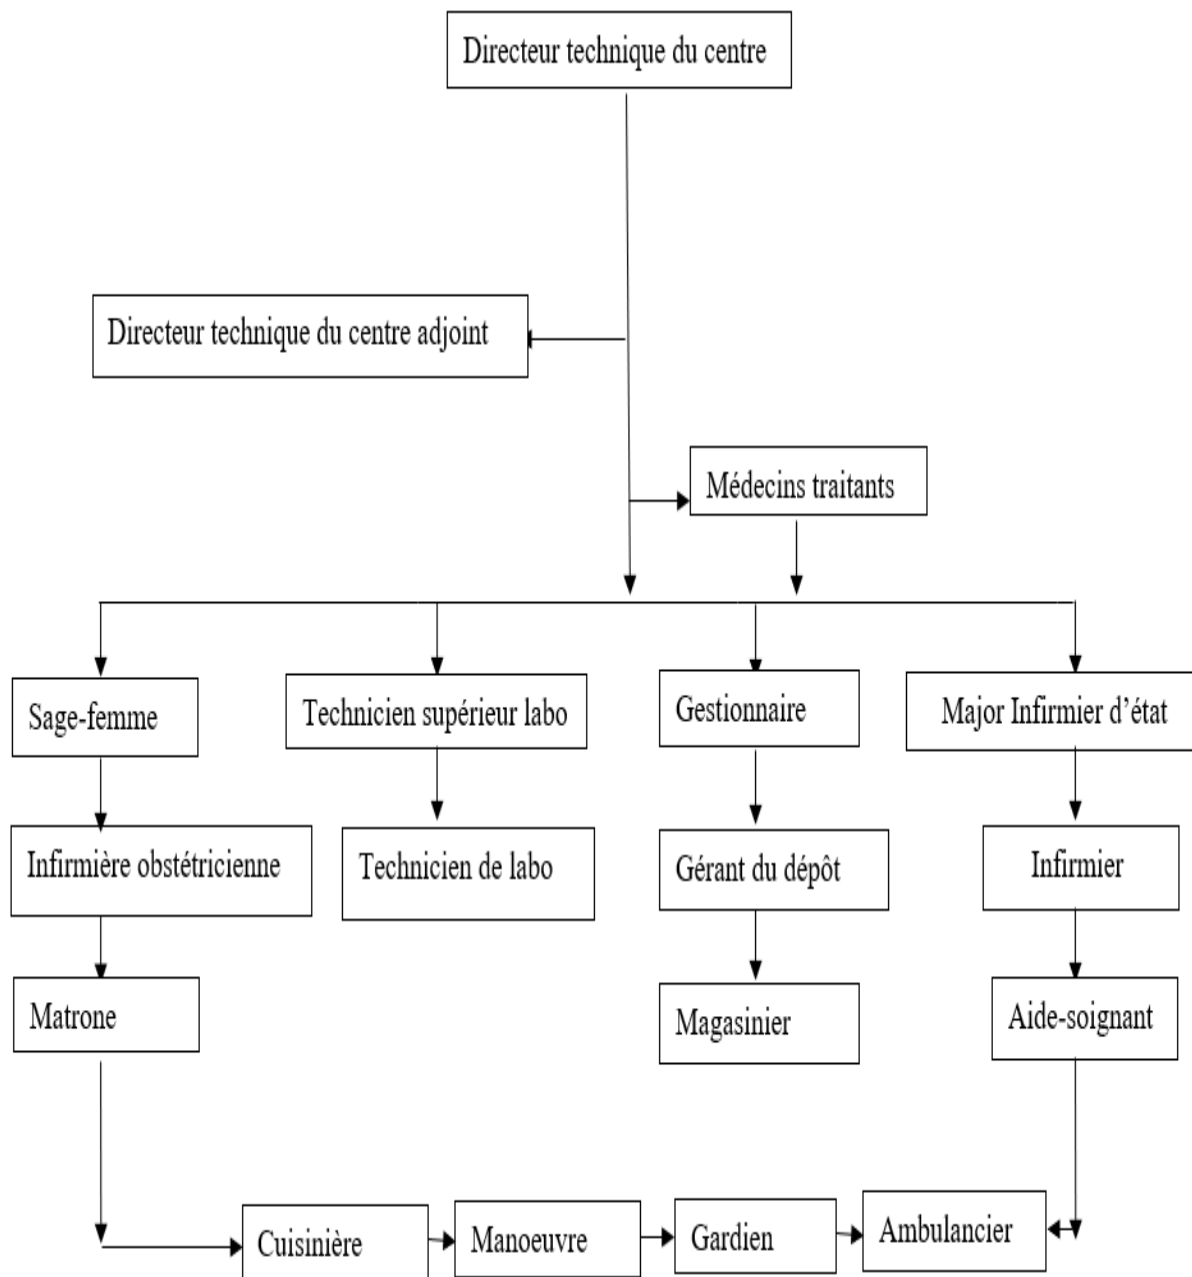 Directeur technique du centre
Directeur technique du centre adjoint
Médecins traitants
Sage-femme
Technicien supérieur labo
Gestionnaire
Major Infirmier d’état
Infirmière obstétricienne
Technicien de labo
Gérant du dépôt
Infirmier
Matrone
Magasinier
Aide-soignant
Cuisinière
Manoeuvre
Gardien
Ambulancier